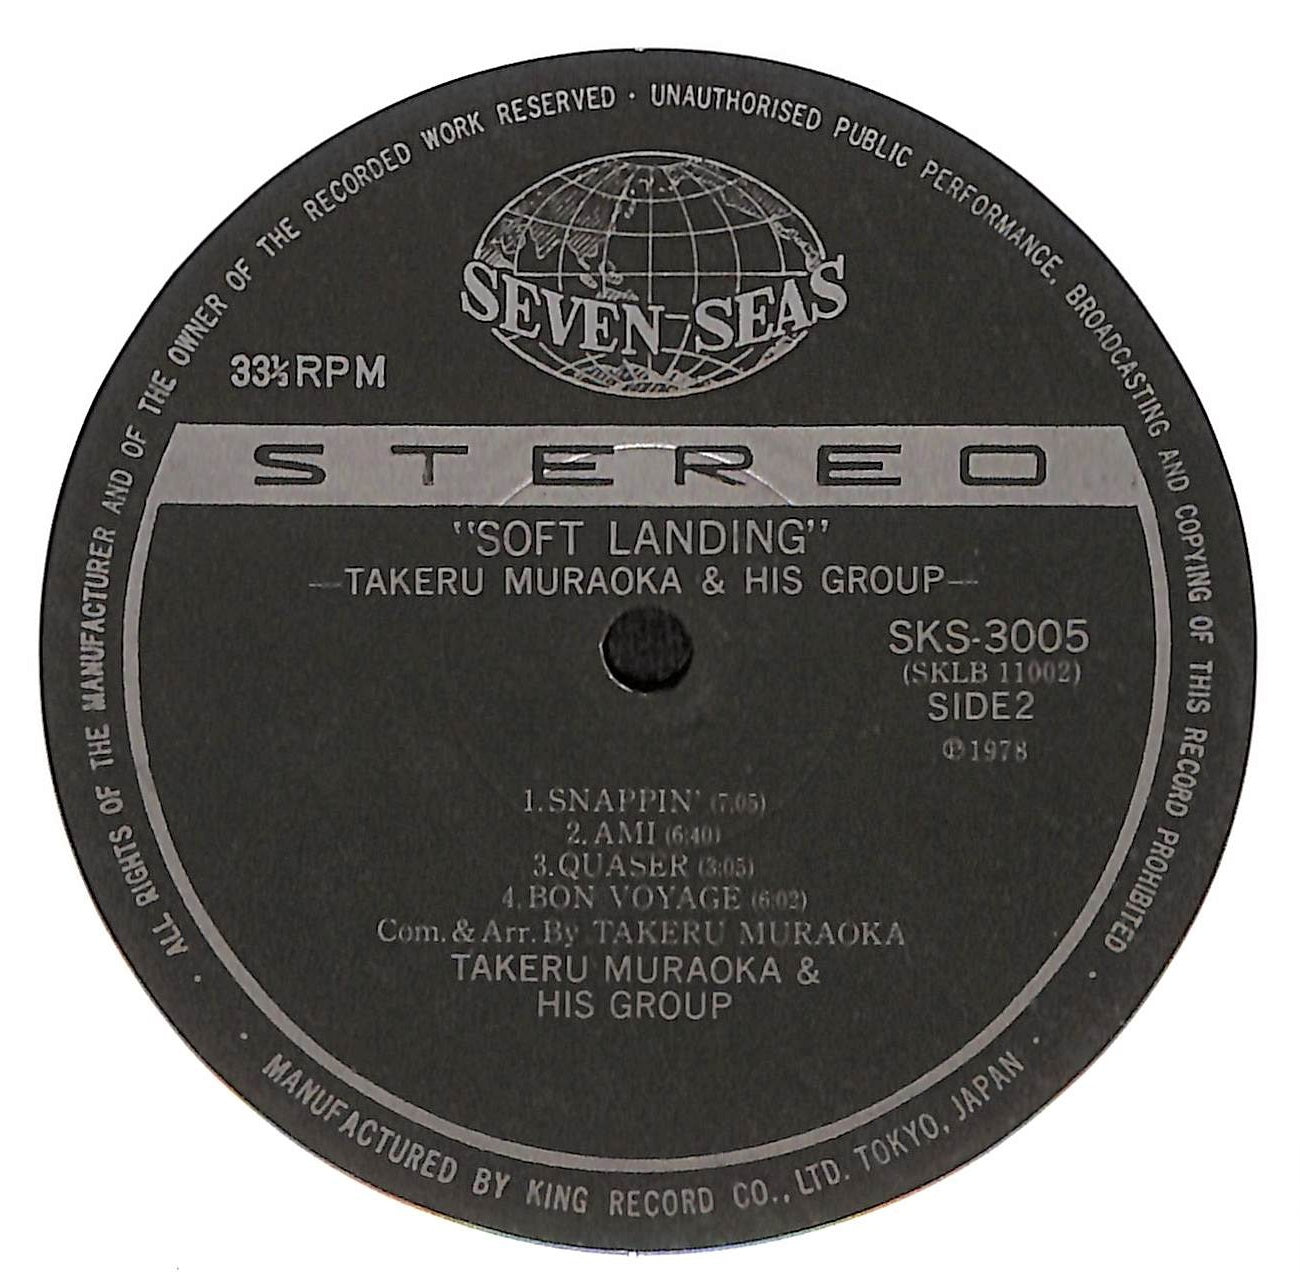 ALL RIGHTS OF THE MANUFACTURER AND OF THE OWNER OF THE RECORDED WORK RESERVED · UNAUTHORISED PUBLIC PERFORMANCE, BROADCASTING AND COPYING OF THIS RECORD PROHIBITED
SEVEN SEAS
33⅓RPM
STEREO
"SOFT LANDING"
—TAKERU MURAOKA & HIS GROUP—
SKS-3005
(SKLB 11002)
SIDE2
℗1978
1.SNAPPIN' (7:05)
2.AMI (6:40)
3.QUASER (3:05)
4.BON VOYAGE (6:02)
Com.&Arr.By TAKERU MURAOKA
TAKERU MURAOKA &
HIS GROUP
· MANUFACTURED BY KING RECORD CO., LTD. TOKYO, JAPAN ·